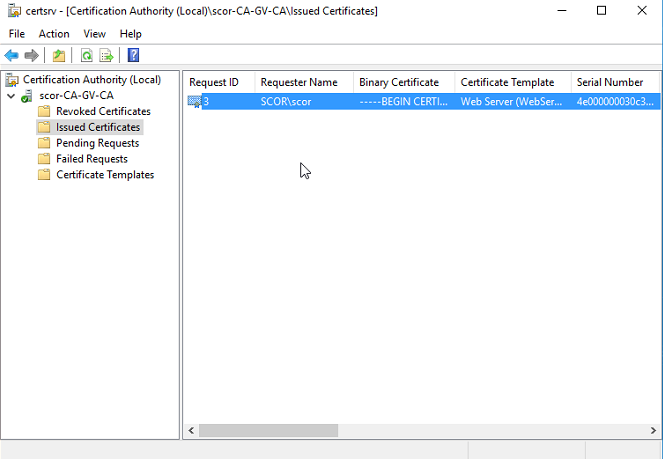 certsrv - [Certification Authority (Local)\scor-CA-GV-CA\Issued Certificates]
File Action View Help
Certification Authority (Local)
scor-CA-GV-CA
Revoked Certificates
Issued Certificates
Pending Requests
Failed Requests
Certificate Templates
Request ID Requester Name Binary Certificate Certificate Template Serial Number
3 SCOR\scor -----BEGIN CERTI... Web Server (WebSer... 4e000000030c3...